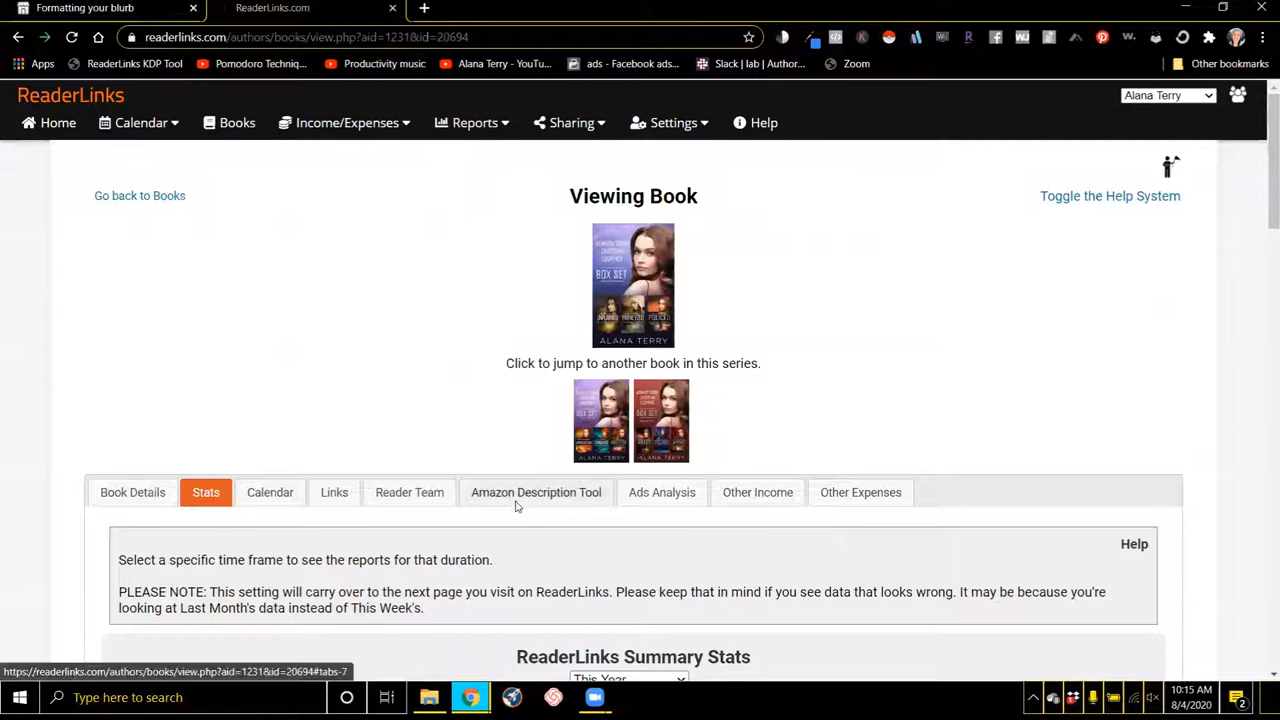 Formatting your blurb
ReaderLinks.com
readerlinks.com/authors/books/view.php?aid=1231&id=20694
Apps
ReaderLinks KDP Tool
Pomodoro Techniq...
Productivity music
Alana Terry - YouTu...
ads - Facebook ads...
Slack | lab | Author...
Zoom
Other bookmarks
ReaderLinks
Alana Terry
Home
Calendar
Books
Income/Expenses
Reports
Sharing
Settings
Help
Go back to Books
Viewing Book
Toggle the Help System
BOX SET
ALANA TERRY
Click to jump to another book in this series.
Book Details
Stats
Calendar
Links
Reader Team
Amazon Description Tool
Ads Analysis
Other Income
Other Expenses
Help
Select a specific time frame to see the reports for that duration.
PLEASE NOTE: This setting will carry over to the next page you visit on ReaderLinks. Please keep that in mind if you see data that looks wrong. It may be because you're
looking at Last Month's data instead of This Week's.
ReaderLinks Summary Stats
This Year
https://readerlinks.com/authors/books/view.php?aid=1231&id=20694#tabs-7
Type here to search
10:15 AM
8/4/2020
2